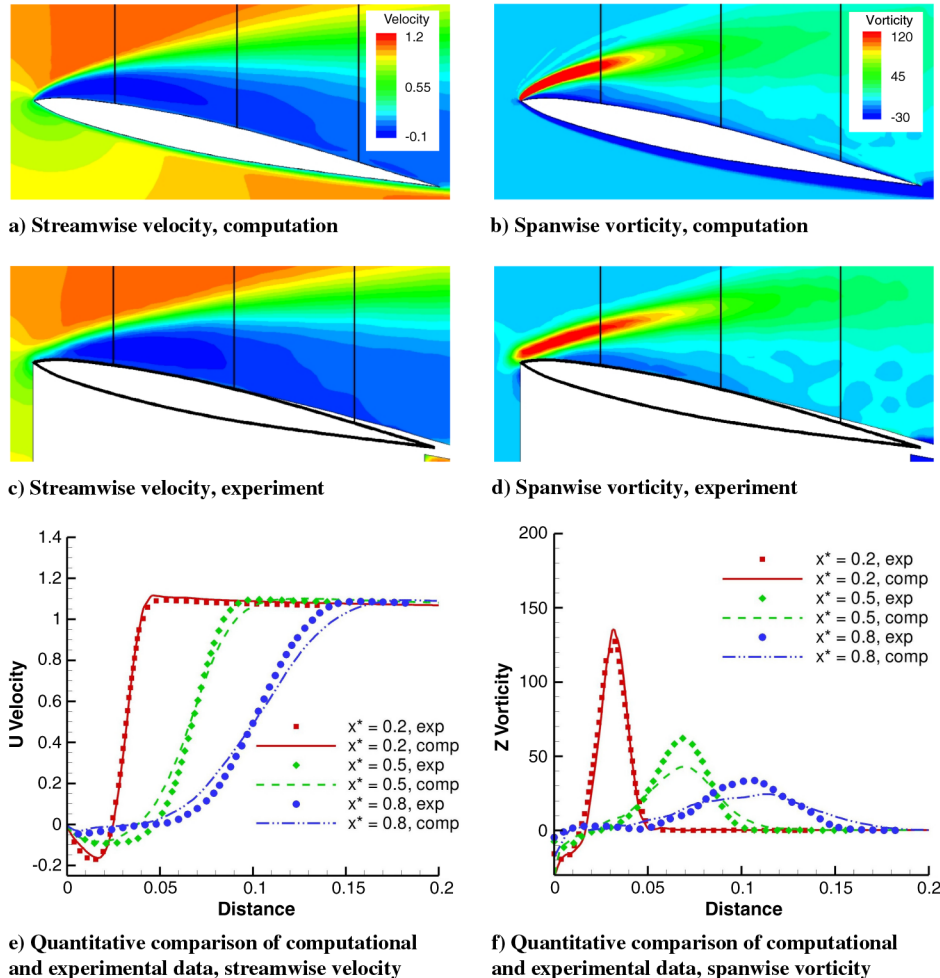 Velocity
1.2
0.55
-0.1
Vorticity
120
45
-30
a) Streamwise velocity, computation
b) Spanwise vorticity, computation
c) Streamwise velocity, experiment
d) Spanwise vorticity, experiment
1.4
1.2
1
0.8
0.6
0.4
0.2
0
-0.2
U Velocity
x* = 0.2, exp
x* = 0.2, comp
x* = 0.5, exp
x* = 0.5, comp
x* = 0.8, exp
x* = 0.8, comp
0
0.05
0.1
0.15
0.2
Distance
200
150
100
50
0
Z Vorticity
x* = 0.2, exp
x* = 0.2, comp
x* = 0.5, exp
x* = 0.5, comp
x* = 0.8, exp
x* = 0.8, comp
0
0.05
0.1
0.15
0.2
Distance
e) Quantitative comparison of computational
and experimental data, streamwise velocity
f) Quantitative comparison of computational
and experimental data, spanwise vorticity